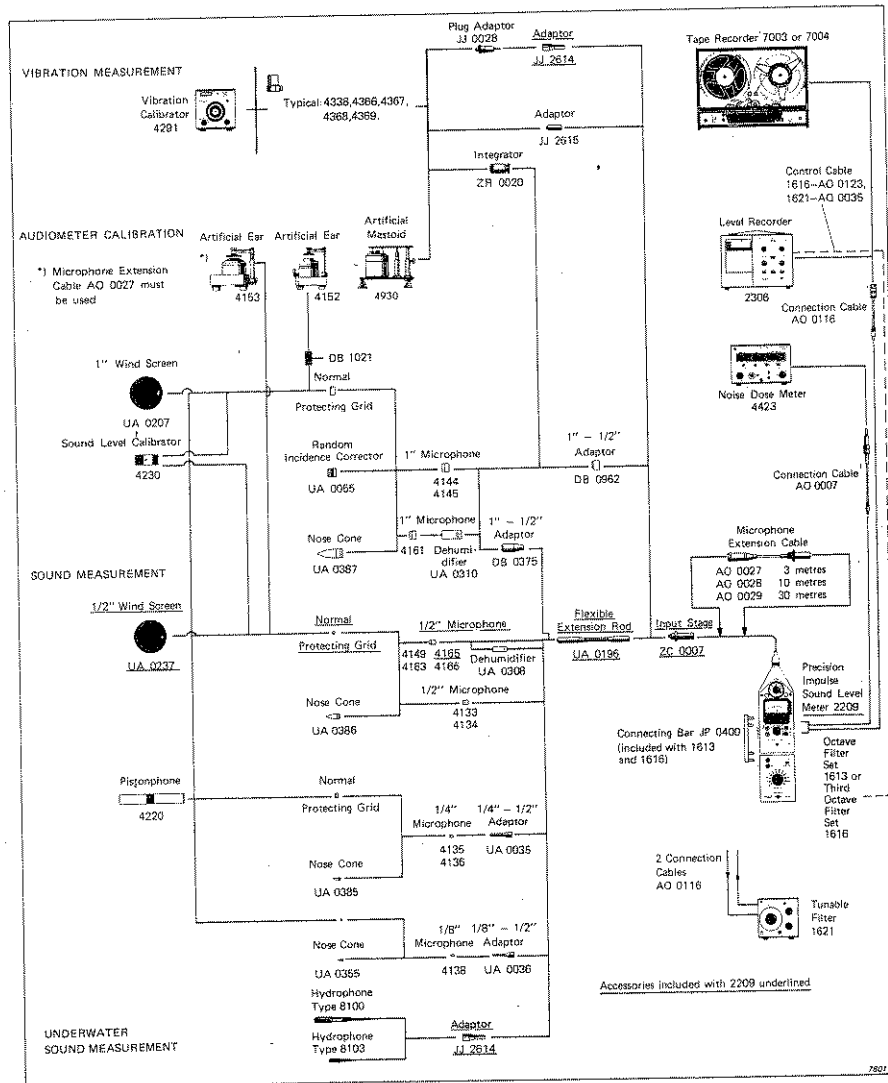 Plug Adaptor
JJ 0028
Adaptor
JJ 2614
Tape Recorder 7003 or 7004
VIBRATION MEASUREMENT
Vibration
Calibrator
4291
Typical: 4338,4366,4367,
4368,4369.
Adaptor
JJ 2615
Integrator
ZR 0020
Control Cable
1616–AO 0123,
1621–AO 0035
Level Recorder
2306
Connection Cable
AO 0116
AUDIOMETER CALIBRATION
*) Microphone Extension
Cable AO 0027 must
be used
Artificial Ear
*)
4153
Artificial Ear
4152
Artificial
Mastoid
4930
DB 1021
Noise Dose Meter
4423
1" Wind Screen
UA 0207
Normal
Protecting Grid
Sound Level Calibrator
4230
Random
Incidence Corrector
UA 0055
1" Microphone
4144
4145
1" – 1/2"
Adaptor
DB 0962
Connection Cable
AO 0007
Nose Cone
UA 0387
1" Microphone
4161
Dehumi-
difier
UA 0310
1" – 1/2"
Adaptor
DB 0375
Microphone
Extension Cable
AO 0027 3 metres
AO 0028 10 metres
AO 0029 30 metres
SOUND MEASUREMENT
1/2" Wind Screen
UA 0237
Normal
Protecting Grid
1/2" Microphone
4149 4165
4163 4166
Dehumidifier
UA 0308
Flexible
Extension Rod
UA 0196
Input Stage
ZC 0007
Nose Cone
UA 0386
1/2" Microphone
4133
4134
Precision
Impulse
Sound Level
Meter 2209
Connecting Bar JP 0400
(included with 1613
and 1616)
Octave
Filter
Set
1613 or
Third
Octave
Filter
Set
1616
Pistonphone
4220
Normal
Protecting Grid
1/4"
Microphone
4135
4136
1/4" – 1/2"
Adaptor
UA 0035
Nose Cone
UA 0385
2 Connection
Cables
AO 0116
Tunable
Filter
1621
Nose Cone
UA 0355
1/8"
Microphone
4138
1/8" – 1/2"
Adaptor
UA 0036
Accessories included with 2209 underlined
UNDERWATER
SOUND MEASUREMENT
Hydrophone
Type 8100
Hydrophone
Type 8103
Adaptor
JJ 2614